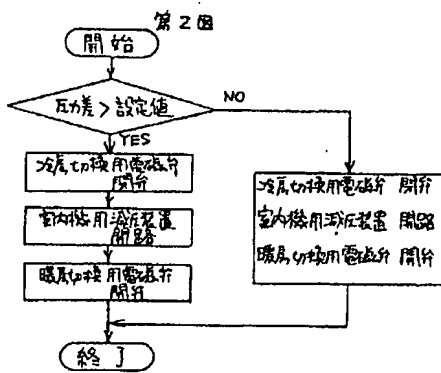 第2図
開始
圧力差>設定値
NO
YES
冷房切換用電磁弁
開弁
室内機用減圧装置
開路
暖房切換用電磁弁
開弁
冷房切換用電磁弁 開弁
室内機用減圧装置 開路
暖房切換用電磁弁 開弁
終了